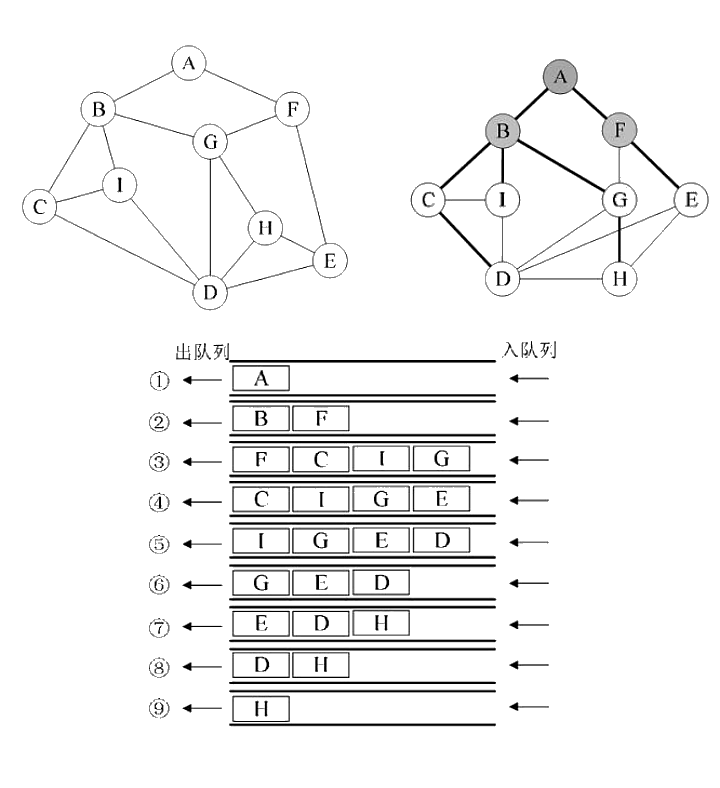 A
A
B
F
B
F
G
I
C
I
G
E
C
H
E
D
D
H
出队列
入队列
① A
② B F
③ F C I G
④ C I G E
⑤ I G E D
⑥ G E D
⑦ E D H
⑧ D H
⑨ H